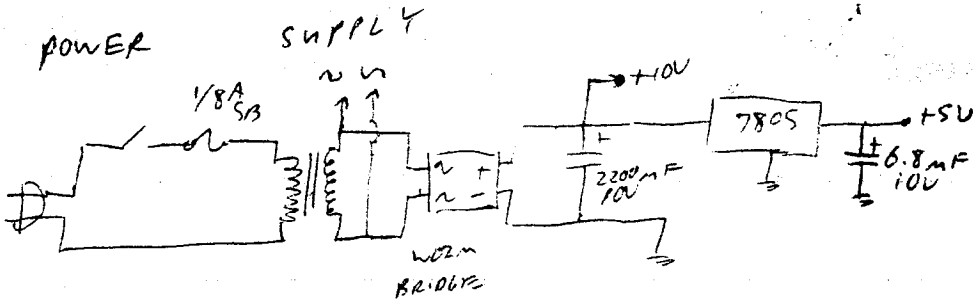 POWER SUPPLY
1/8A
SB
~ ~
+10V
7805
+5V
~ +
~ -
+
2200mF
10V
+
6.8mF
10V
W02M
BRIDGE